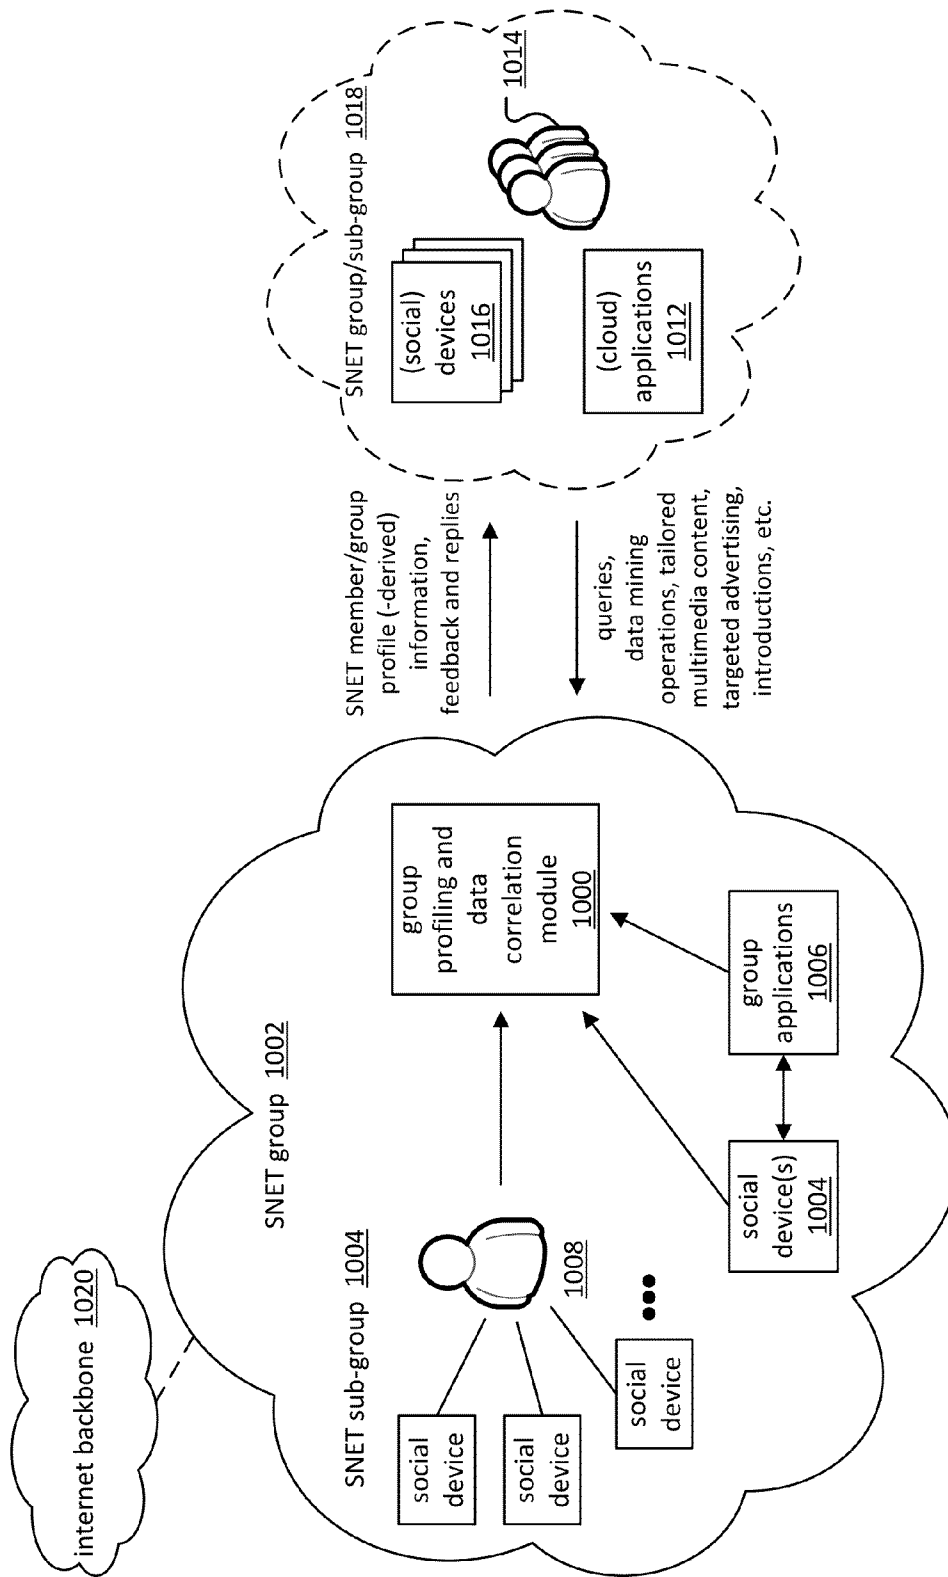 internet backbone 1020
SNET group 1002
SNET sub-group 1004
social
device
social
device
social
device
1008
•••
group
profiling and
data
correlation
module
1000
social
device(s)
1004
group
applications
1006
SNET member/group
profile (-derived)
information,
feedback and replies
queries,
data mining
operations, tailored
multimedia content,
targeted advertising,
introductions, etc.
SNET group/sub-group 1018
(social)
devices
1016
1014
(cloud)
applications
1012